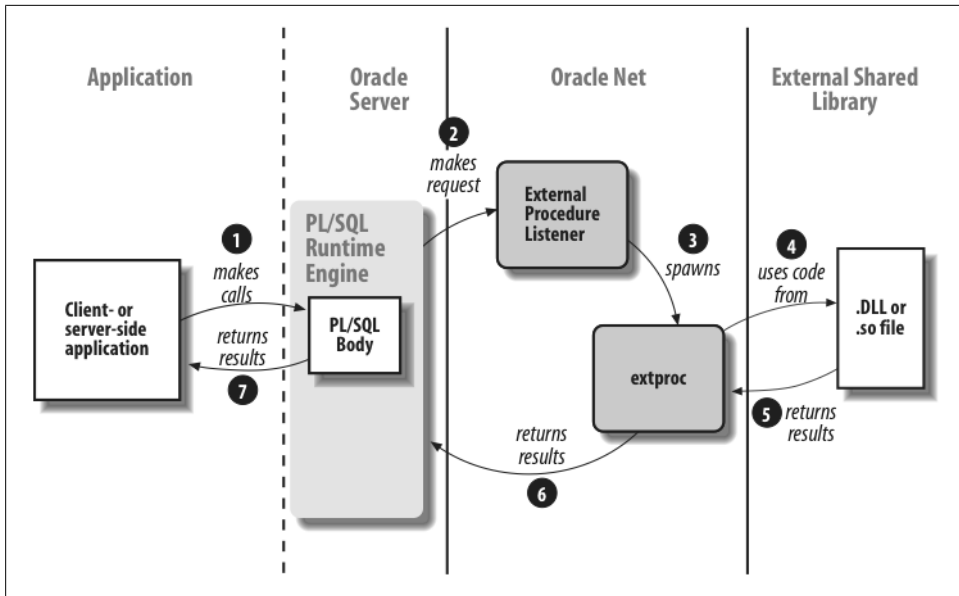 Application
Oracle
Server
Oracle Net
External Shared
Library
2
makes
request
External
Procedure
Listener
PL/SQL
Runtime
Engine
1
makes
calls
3
spawns
4
uses code
from
Client- or
server-side
application
PL/SQL
Body
.DLL or
.so file
returns
results
7
extproc
5 returns
results
returns
results
6